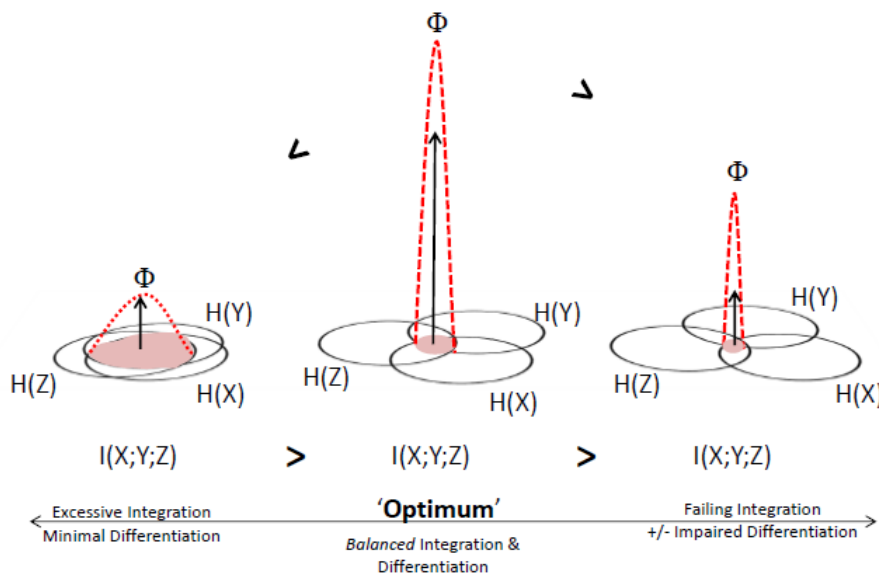 Φ
>
<
Φ
Φ
H(Y)
H(Y)
H(Y)
H(Z)
H(X)
H(Z)
H(X)
H(Z)
H(X)
I(X;Y;Z) > I(X;Y;Z) > I(X;Y;Z)
Excessive Integration
Minimal Differentiation
'Optimum'
Balanced Integration &
Differentiation
Failing Integration
+/- Impaired Differentiation